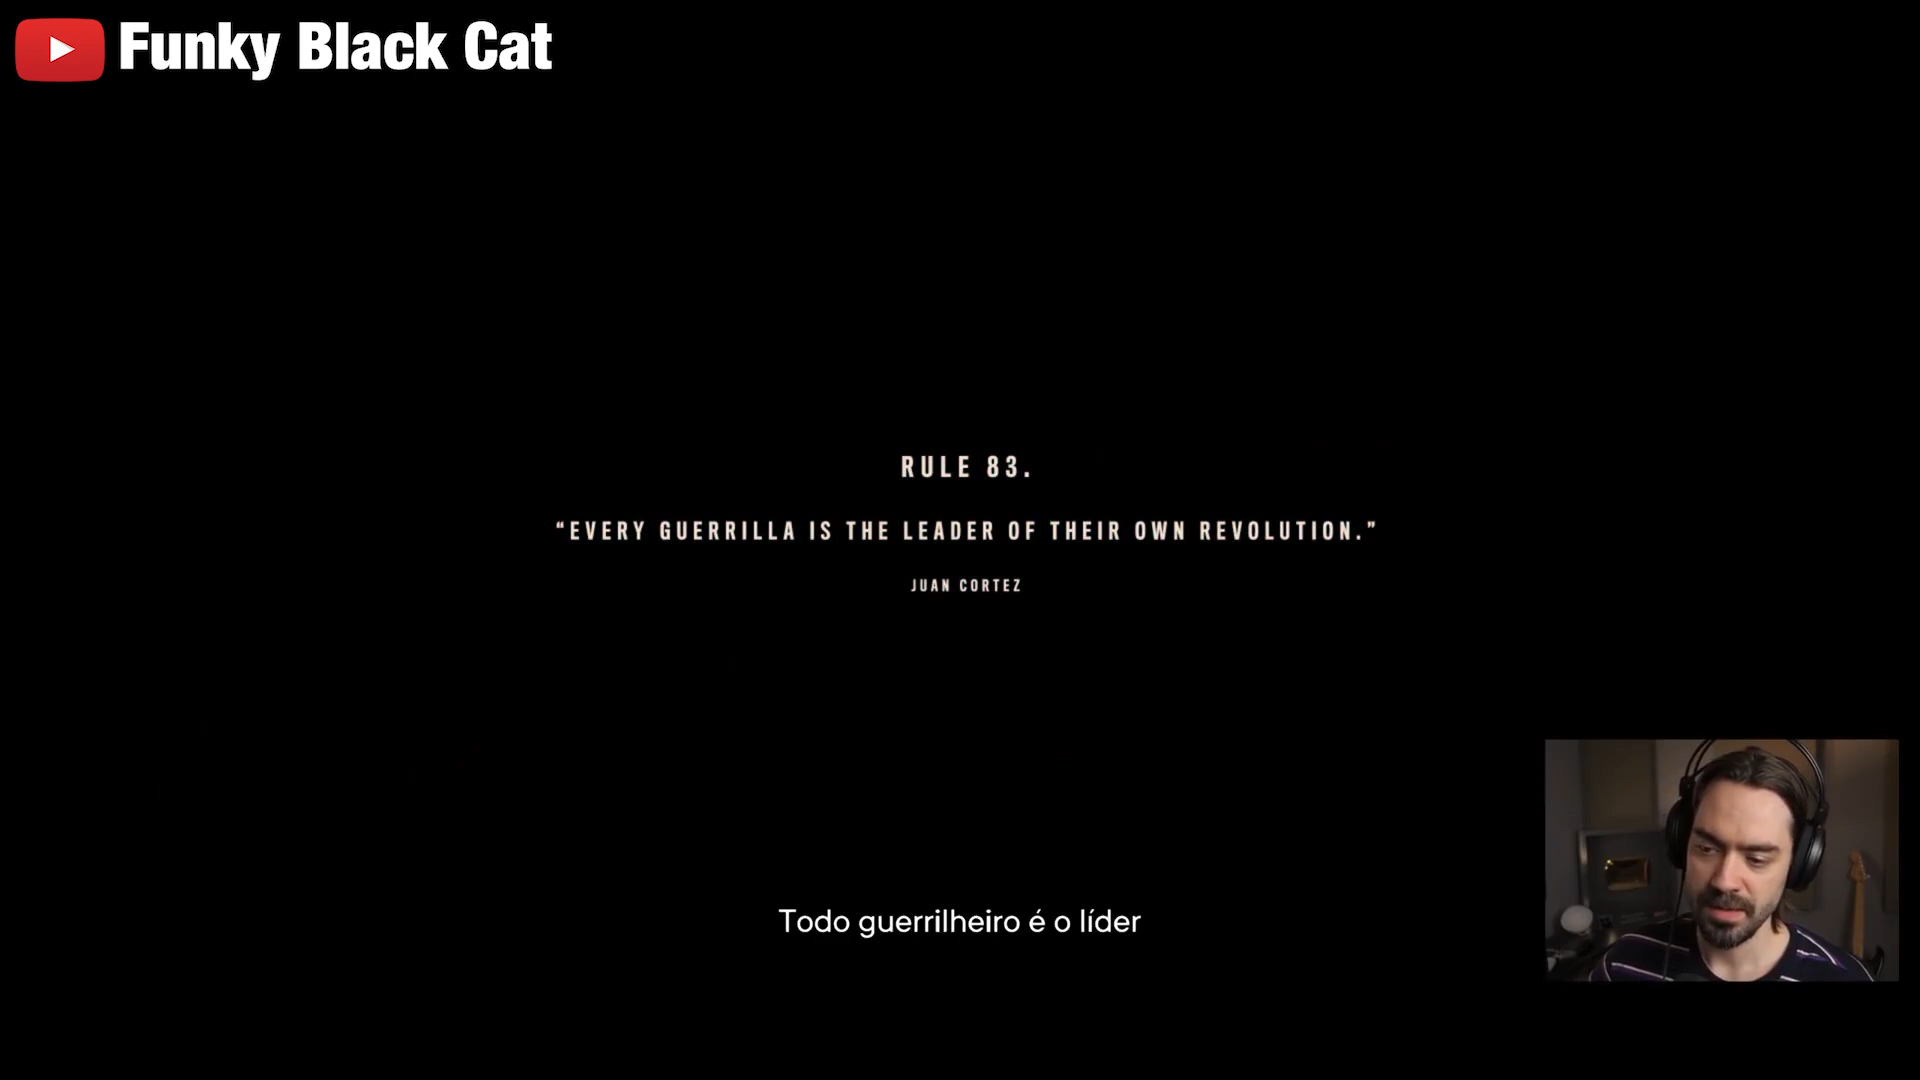 Funky Black Cat
RULE 83.
“EVERY GUERRILLA IS THE LEADER OF THEIR OWN REVOLUTION.”
JUAN CORTEZ
Todo guerrilheiro é o líder